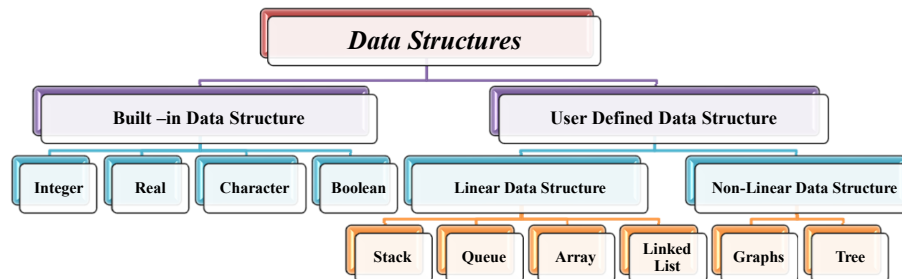 Data Structures
Built –in Data Structure
User Defined Data Structure
Integer
Real
Character
Boolean
Linear Data Structure
Non-Linear Data Structure
Stack
Queue
Array
Linked
List
Graphs
Tree